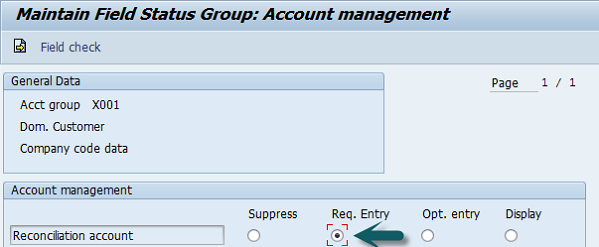 Maintain Field Status Group: Account management
Field check
General Data
Page 1 / 1
Acct group X001
Dom. Customer
Company code data
Account management
Suppress Req. Entry Opt. entry Display
Reconciliation account